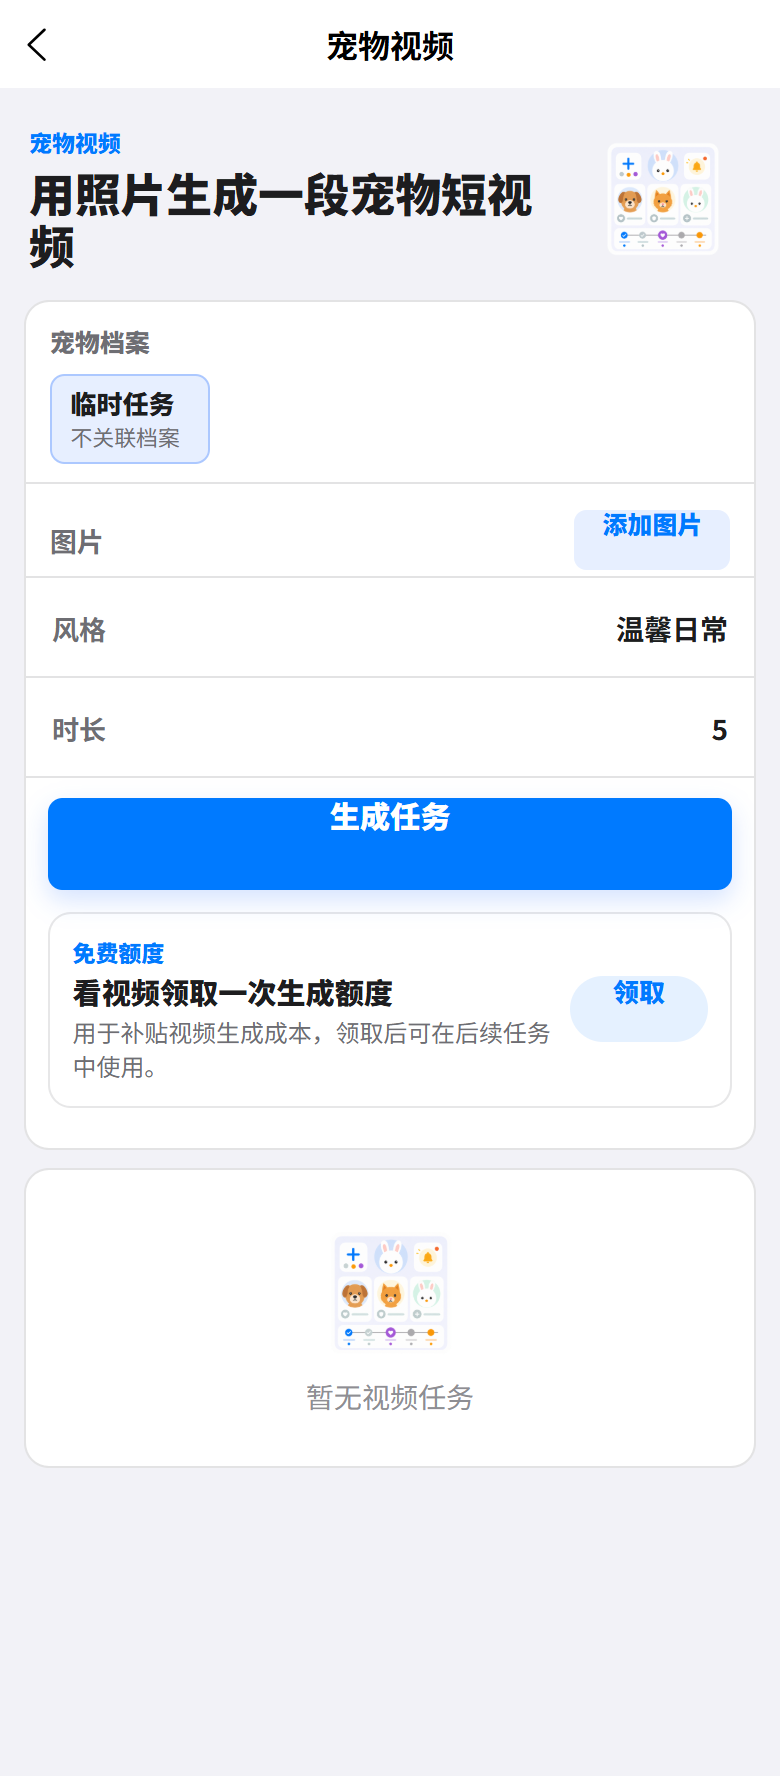 宠物视频
宠物视频
用照片生成一段宠物短视
频
宠物档案
临时任务
不关联档案
图片
添加图片
风格
温馨日常
时长
5
生成任务
免费额度
看视频领取一次生成额度
用于补贴视频生成成本，领取后可在后续任务
中使用。
领取
暂无视频任务